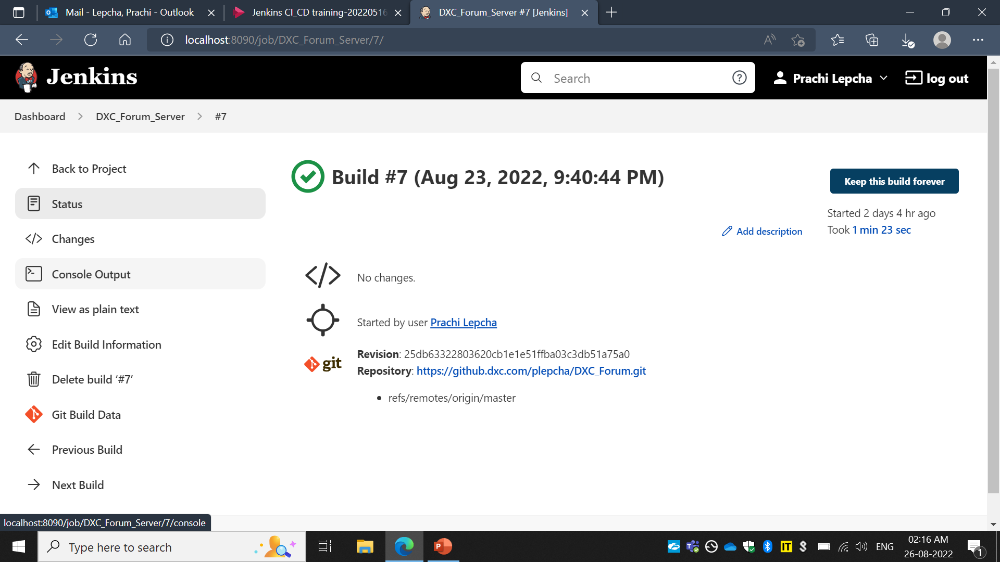 Mail - Lepcha, Prachi - Outlook
Jenkins CI_CD training-20220516
DXC_Forum_Server #7 [Jenkins]
localhost:8090/job/DXC_Forum_Server/7/
Jenkins
Search
Prachi Lepcha
log out
Dashboard
DXC_Forum_Server
#7
Back to Project
Status
Changes
Console Output
View as plain text
Edit Build Information
Delete build ‘#7’
Git Build Data
Previous Build
Next Build
Build #7 (Aug 23, 2022, 9:40:44 PM)
Keep this build forever
Started 2 days 4 hr ago
Took 1 min 23 sec
Add description
No changes.
Started by user Prachi Lepcha
git
Revision: 25db63322803620cb1e1e51ffba03c3db51a75a0
Repository: https://github.dxc.com/plepcha/DXC_Forum.git
refs/remotes/origin/master
localhost:8090/job/DXC_Forum_Server/7/console
Type here to search
IT
ENG
02:16 AM
26-08-2022
1